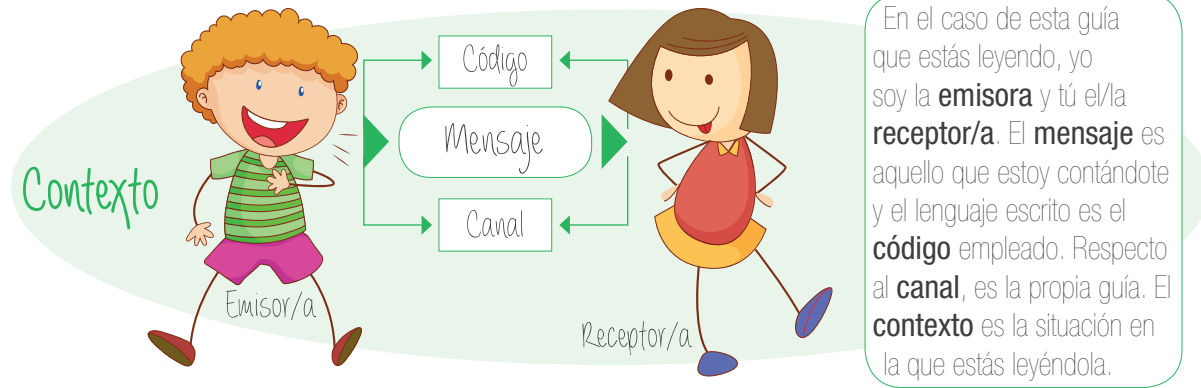 Contexto
Emisor/a
Código
Mensaje
Canal
Receptor/a
En el caso de esta guía
que estás leyendo, yo
soy la emisora y tú el/la
receptor/a. El mensaje es
aquello que estoy contándote
y el lenguaje escrito es el
código empleado. Respecto
al canal, es la propia guía. El
contexto es la situación en
la que estás leyéndola.